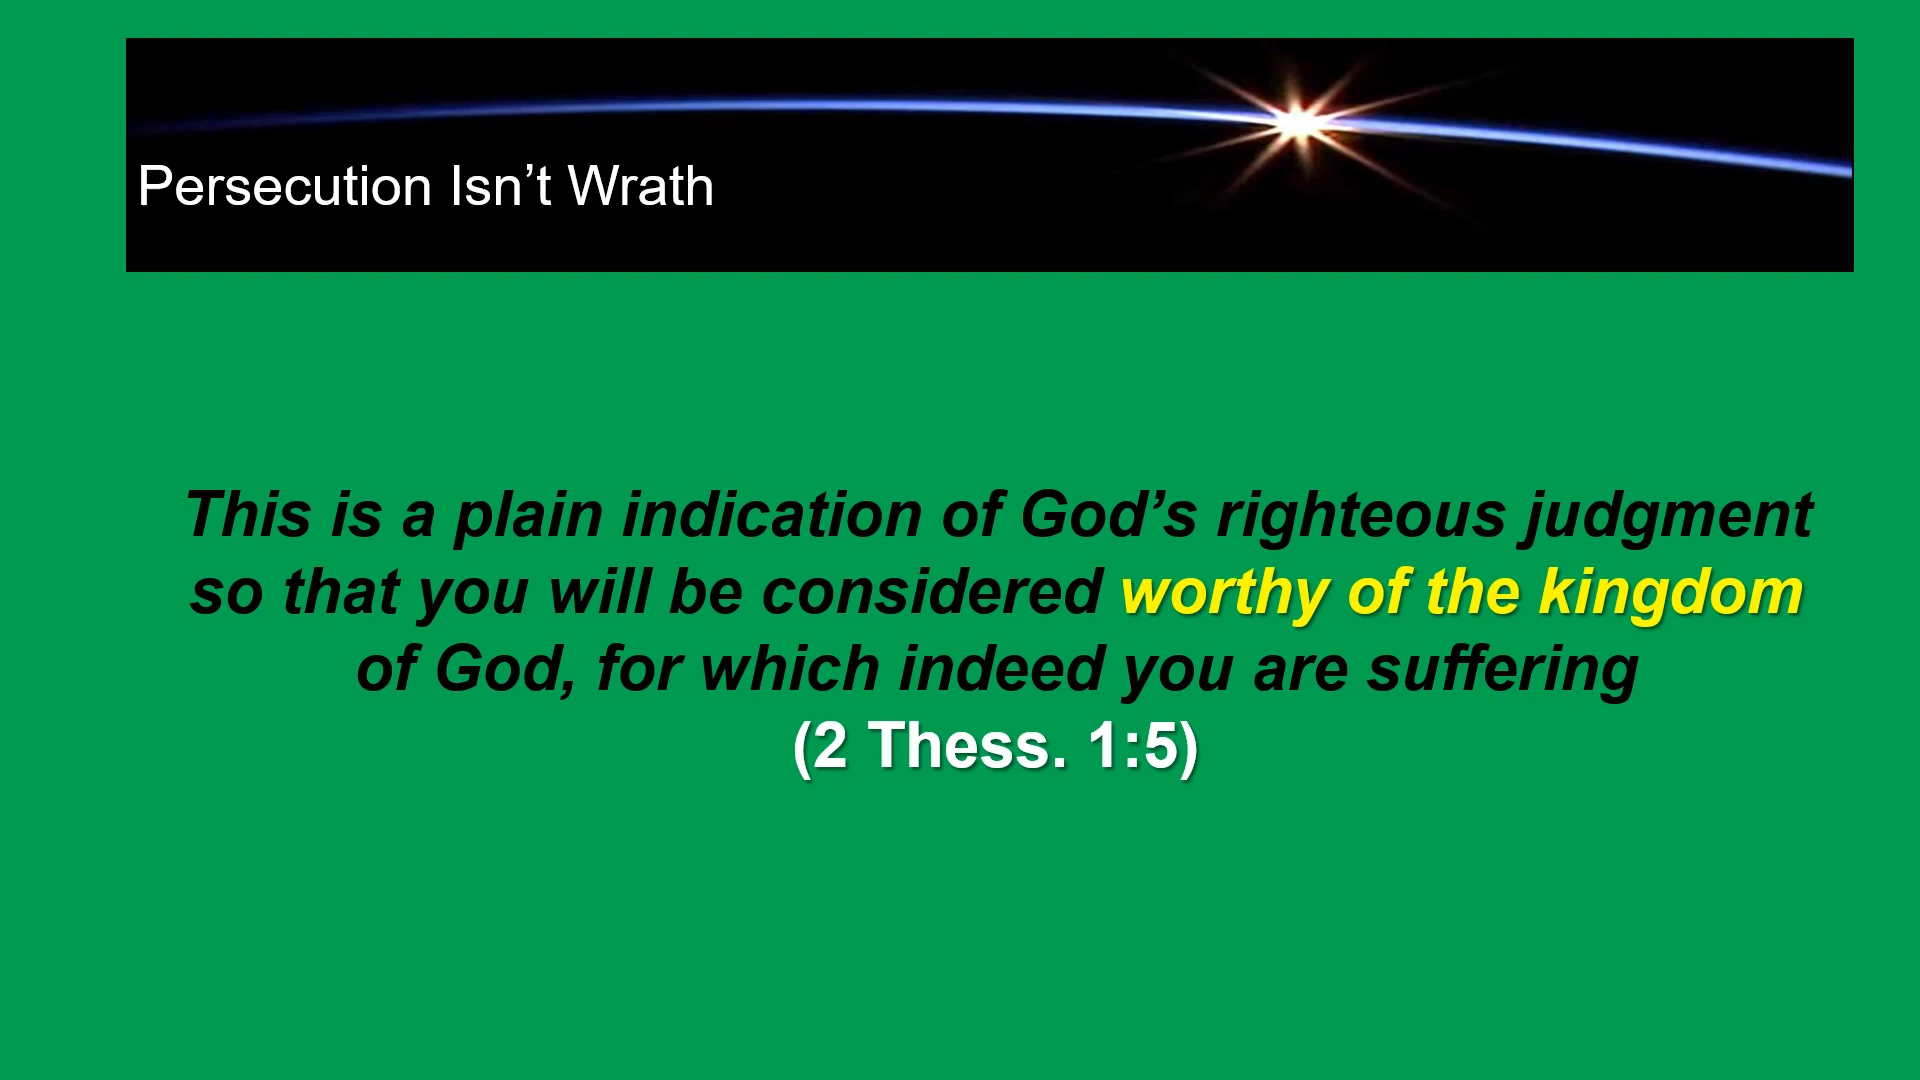 Persecution Isn’t Wrath
This is a plain indication of God’s righteous judgment
so that you will be considered worthy of the kingdom
of God, for which indeed you are suffering
(2 Thess. 1:5)